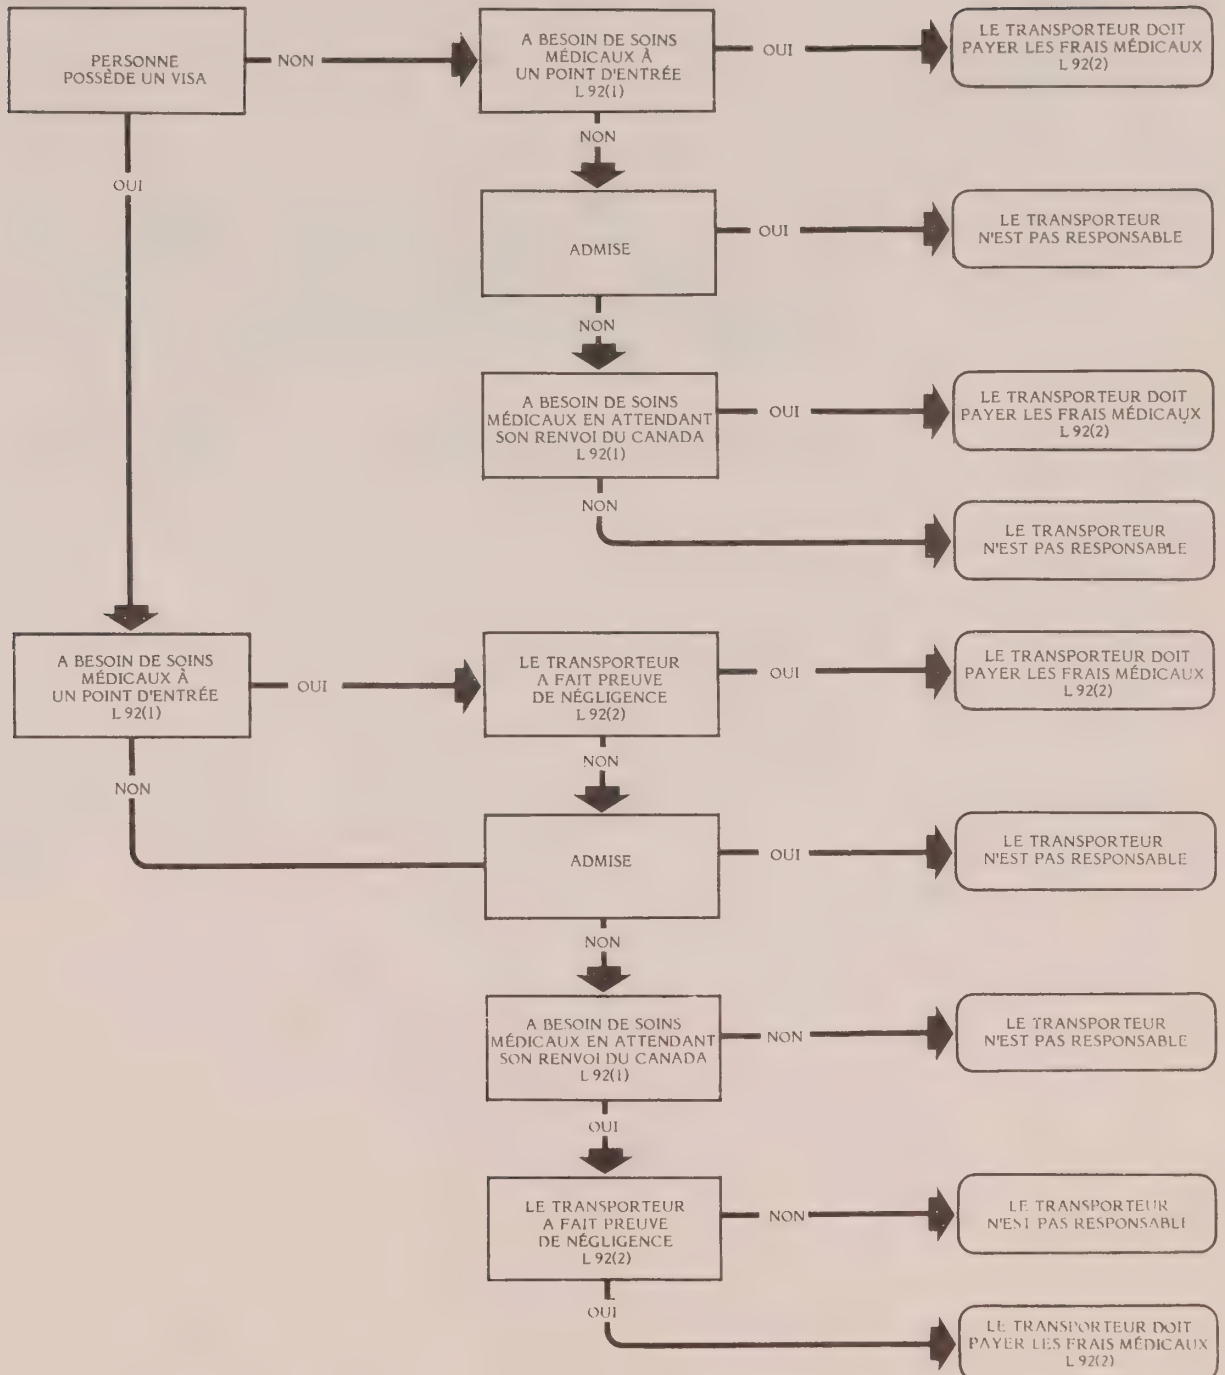 PERSONNE
POSSÈDE UN VISA
NON
A BESOIN DE SOINS
MÉDICAUX À
UN POINT D'ENTRÉE
L 92(1)
OUI
LE TRANSPORTEUR DOIT
PAYER LES FRAIS MÉDICAUX
L 92(2)
NON
OUI
ADMISE
OUI
LE TRANSPORTEUR
N'EST PAS RESPONSABLE
NON
A BESOIN DE SOINS
MÉDICAUX EN ATTENDANT
SON RENVOI DU CANADA
L 92(1)
OUI
LE TRANSPORTEUR DOIT
PAYER LES FRAIS MÉDICAUX
L 92(2)
NON
LE TRANSPORTEUR
N'EST PAS RESPONSABLE
A BESOIN DE SOINS
MÉDICAUX À
UN POINT D'ENTRÉE
L 92(1)
OUI
LE TRANSPORTEUR
A FAIT PREUVE
DE NÉGLIGENCE
L 92(2)
OUI
LE TRANSPORTEUR DOIT
PAYER LES FRAIS MÉDICAUX
L 92(2)
NON
NON
ADMISE
OUI
LE TRANSPORTEUR
N'EST PAS RESPONSABLE
NON
A BESOIN DE SOINS
MÉDICAUX EN ATTENDANT
SON RENVOI DU CANADA
L 92(1)
NON
LE TRANSPORTEUR
N'EST PAS RESPONSABLE
OUI
LE TRANSPORTEUR
A FAIT PREUVE
DE NÉGLIGENCE
L 92(2)
NON
LE TRANSPORTEUR
N'EST PAS RESPONSABLE
OUI
LE TRANSPORTEUR DOIT
PAYER LES FRAIS MÉDICAUX
L 92(2)